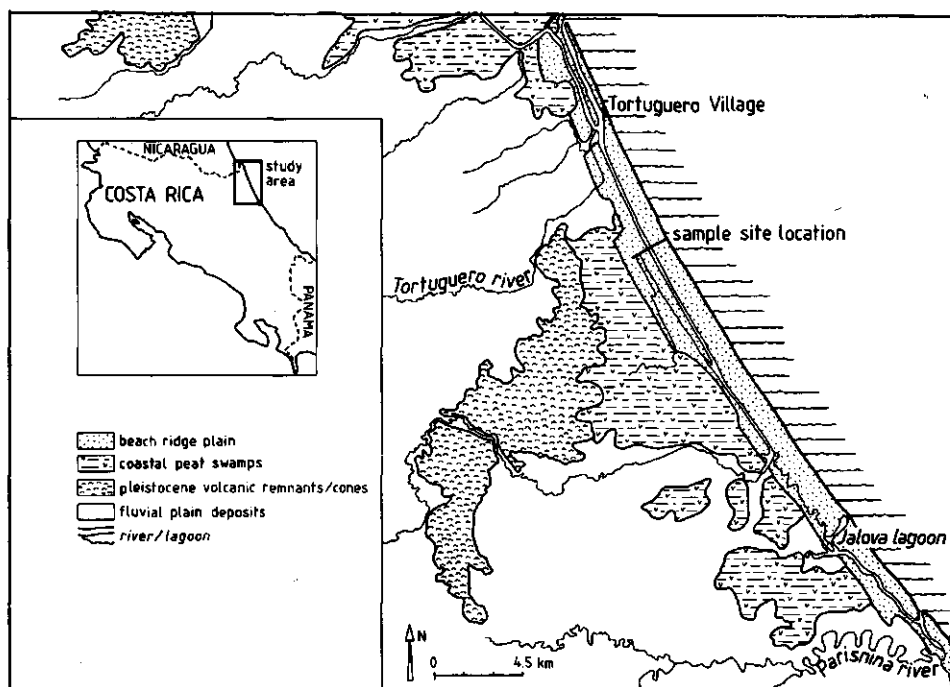 Tortuguero Village
NICARAGUA
study
area
COSTA RICA
PANAMA
sample site location
Tortuguero river
beach ridge plain
coastal peat swamps
pleistocene volcanic remnants/cones
fluvial plain deposits
river/lagoon
Jalova lagoon
N
0 4.5 km
parisnina river